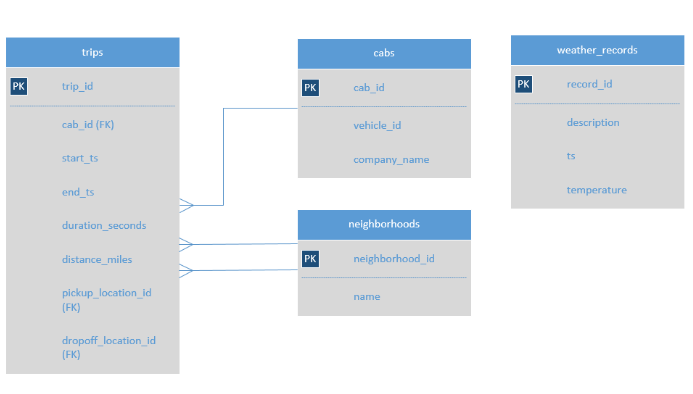 trips
PK
trip_id
cab_id (FK)
start_ts
end_ts
duration_seconds
distance_miles
pickup_location_id
(FK)
dropoff_location_id
(FK)
cabs
PK
cab_id
vehicle_id
company_name
neighborhoods
PK
neighborhood_id
name
weather_records
PK
record_id
description
ts
temperature